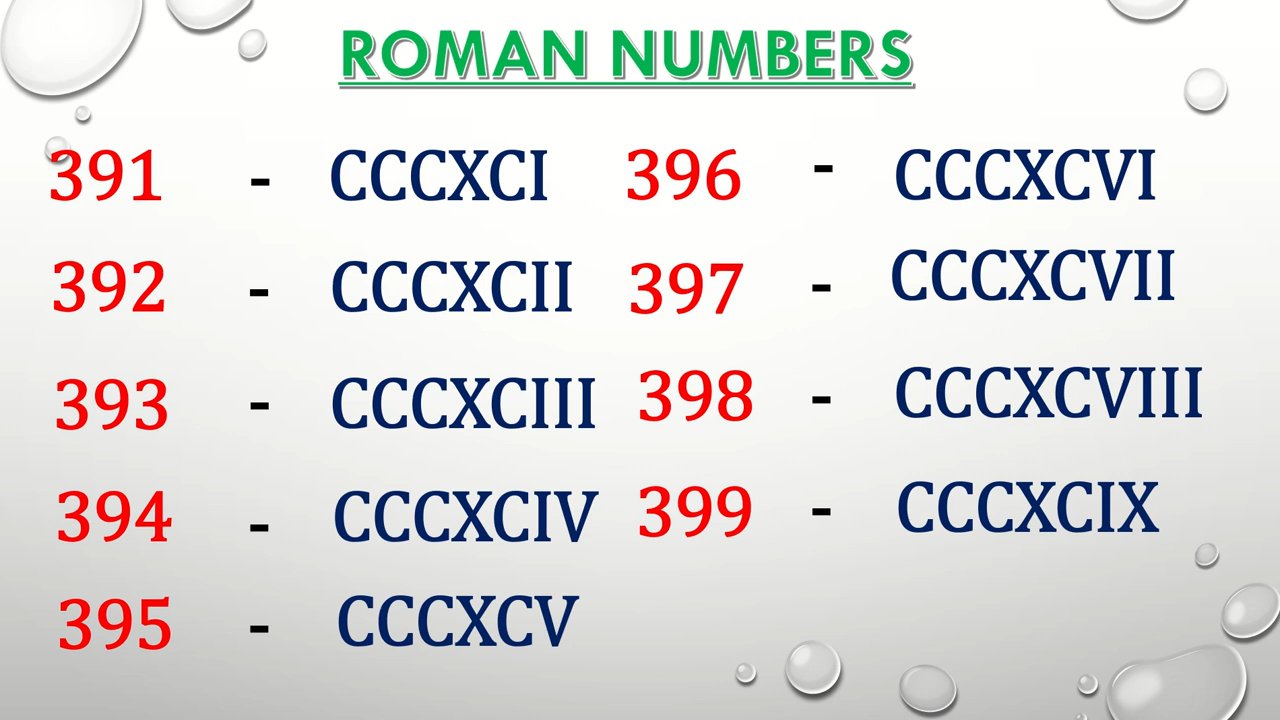 ROMAN NUMBERS
391 - CCCXCI
392 - CCCXCII
393 - CCCXCIII
394 - CCCXCIV
395 - CCCXCV
396 - CCCXCVI
397 - CCCXCVII
398 - CCCXCVIII
399 - CCCXCIX